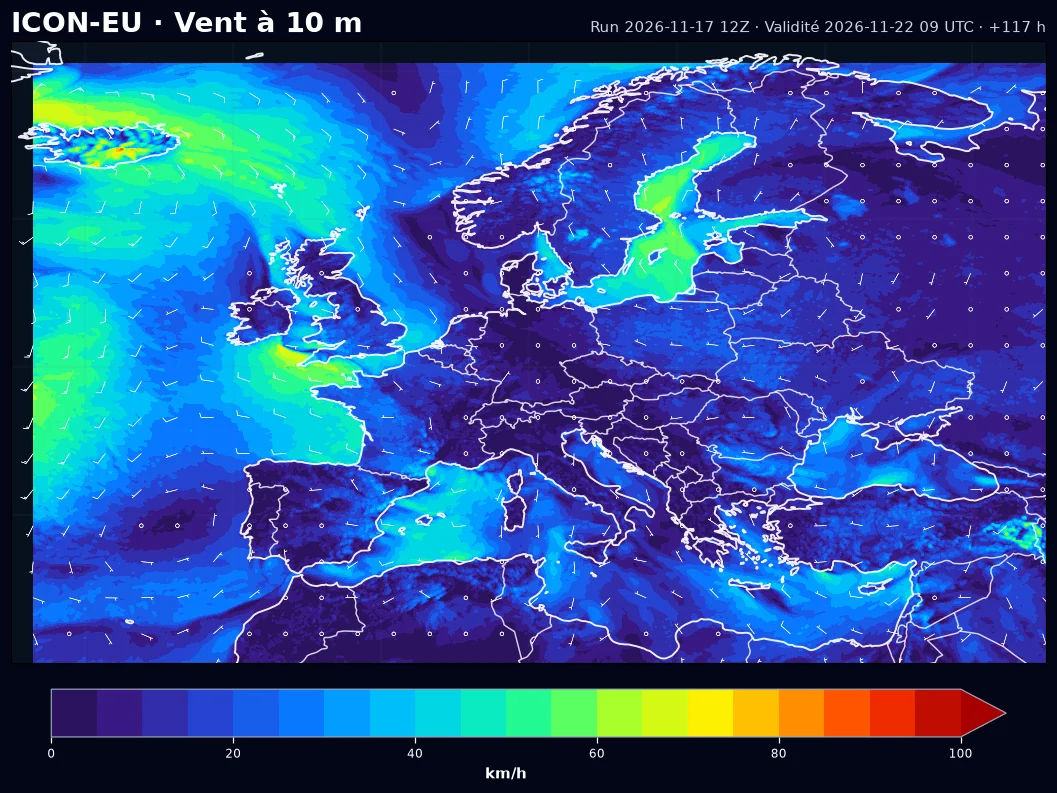 ICON-EU · Vent à 10 m
Run 2026-11-17 12Z · Validité 2026-11-22 09 UTC · +117 h
0 20 40 60 80 100
km/h